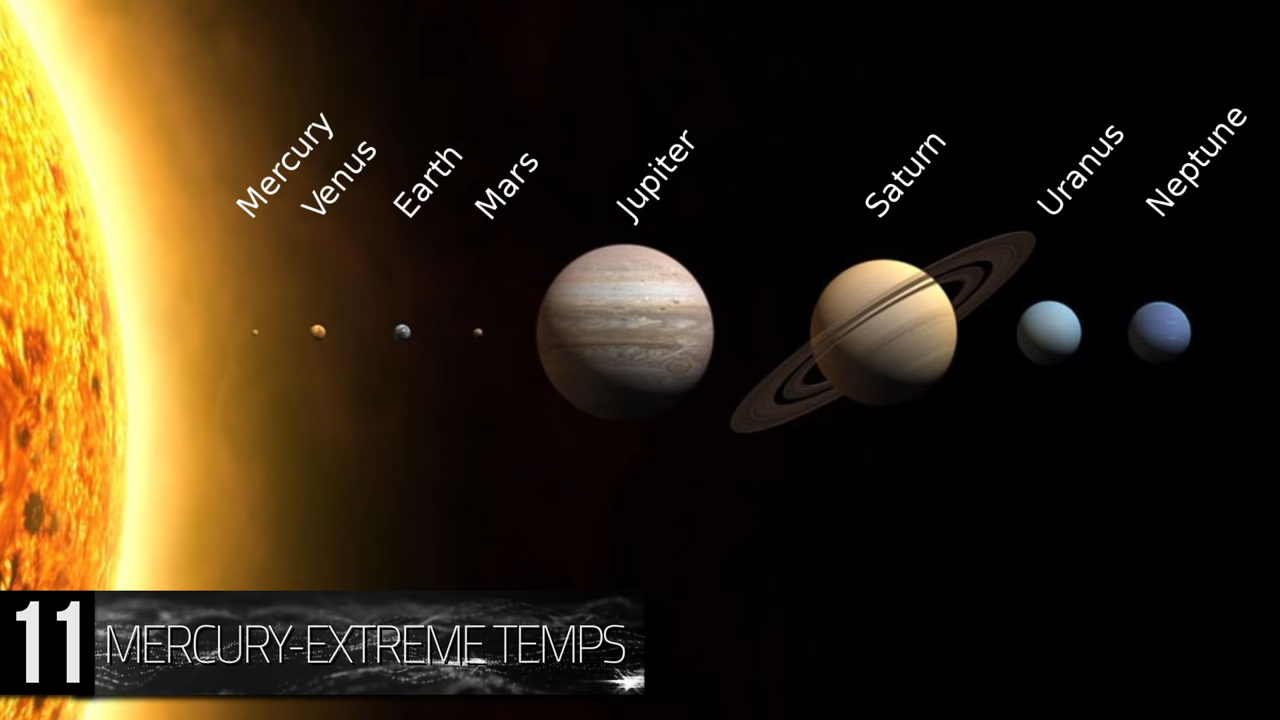 Mercury
Venus
Earth
Mars
Jupiter
Saturn
Uranus
Neptune
11
MERCURY-EXTREME TEMPS